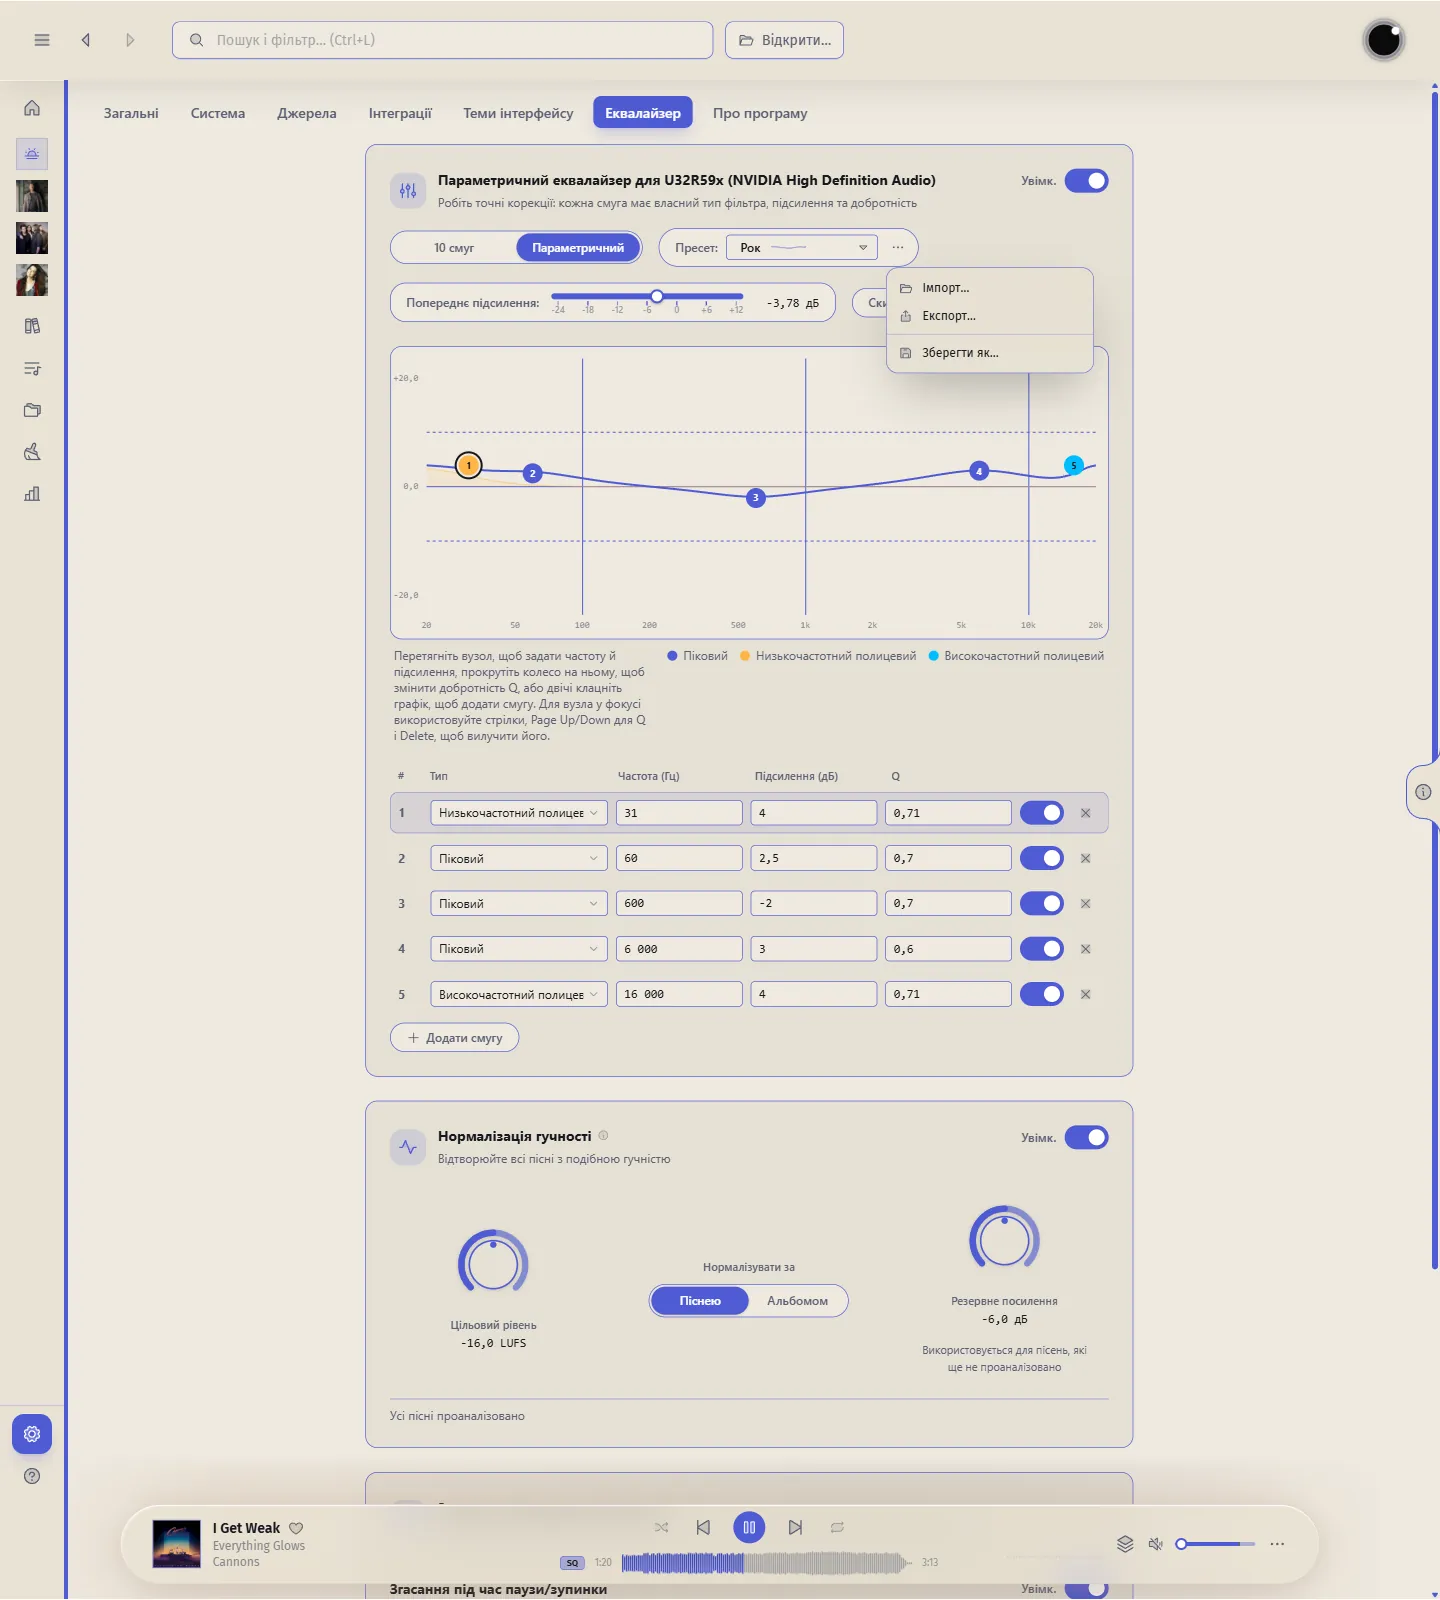 Пошук і фільтр... (Ctrl+L)
Відкрити...
Загальні
Система
Джерела
Інтеграції
Теми інтерфейсу
Еквалайзер
Про програму
Параметричний еквалайзер для U32R59x (NVIDIA High Definition Audio)
Увімк.
Робіть точні корекції: кожна смуга має власний тип фільтра, підсилення та добротність
10 смуг
Параметричний
Пресет:
Рок
Імпорт...
Експорт...
Зберегти як...
Попереднє підсилення:
-24 -18 -12 -6 0 +6 +12
-3,78 дБ
+20,0
0,0
-20,0
1
2
3
4
5
20 50 100 200 500 1k 2k 5k 10k 20k
Перетягніть вузол, щоб задати частоту й
підсилення, прокрутіть колесо на ньому, щоб
змінити добротність Q, або двічі клацніть
графік, щоб додати смугу. Для вузла у фокусі
використовуйте стрілки, Page Up/Down для Q
і Delete, щоб вилучити його.
Піковий
Низькочастотний полицевий
Високочастотний полицевий
# Тип Частота (Гц) Підсилення (дБ) Q
1 Низькочастотний полицев 31 4 0,71
2 Піковий 60 2,5 0,7
3 Піковий 600 -2 0,7
4 Піковий 6 000 3 0,6
5 Високочастотний полицев 16 000 4 0,71
Додати смугу
Нормалізація гучності
Увімк.
Відтворюйте всі пісні з подібною гучністю
Цільовий рівень
-16,0 LUFS
Нормалізувати за
Піснею
Альбомом
Резервне посилення
-6,0 дБ
Використовується для пісень, які
ще не проаналізовано
Усі пісні проаналізовано
I Get Weak
Everything Glows
Cannons
SQ
1:20
3:13
Згасання під час паузи/зупинки
Увімк.